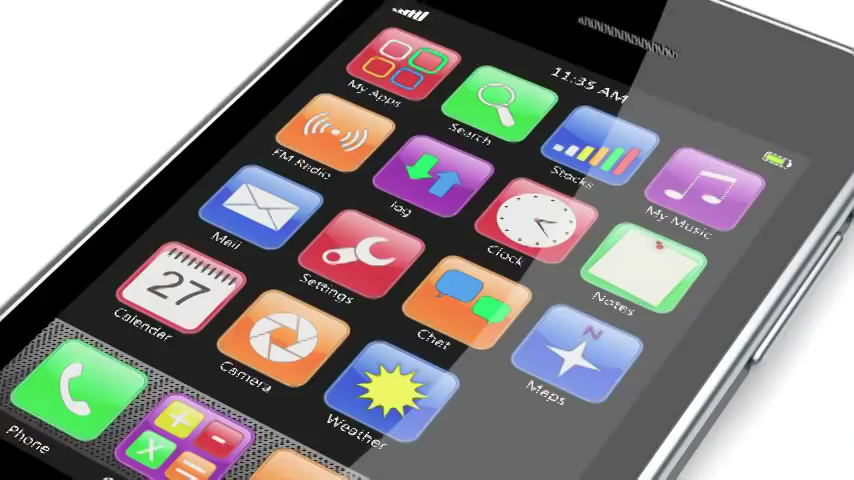 11:35 AM
My Apps
Search
Stocks
My Music
FM Radio
log
Clock
Notes
Mail
Settings
Chat
Maps
N
Calendar
27
Camera
Weather
Phone